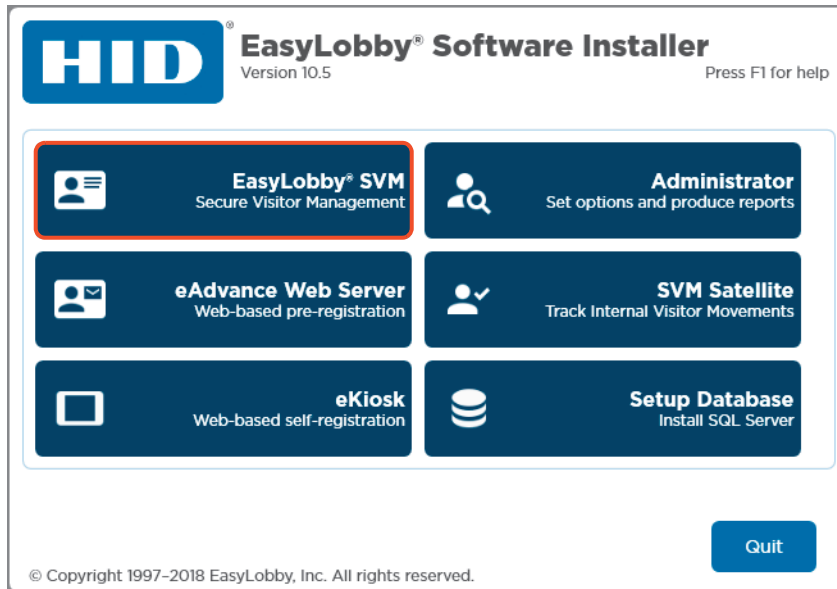 HID®
EasyLobby® Software Installer
Version 10.5
Press F1 for help
EasyLobby® SVM
Secure Visitor Management
Administrator
Set options and produce reports
eAdvance Web Server
Web-based pre-registration
SVM Satellite
Track Internal Visitor Movements
eKiosk
Web-based self-registration
Setup Database
Install SQL Server
Quit
© Copyright 1997–2018 EasyLobby, Inc. All rights reserved.